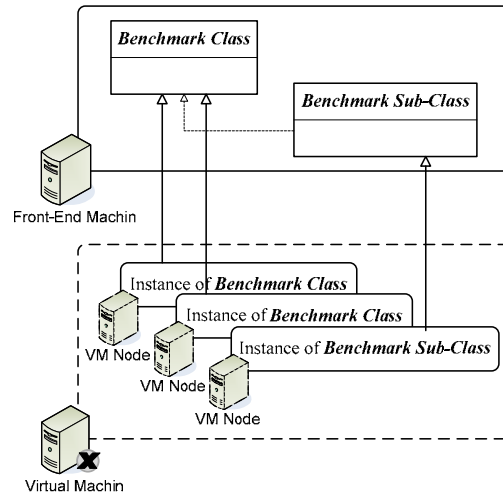 Benchmark Class
Benchmark Sub-Class
Front-End Machin
Instance of Benchmark Class
Instance of Benchmark Class
VM Node
Instance of Benchmark Sub-Class
VM Node
VM Node
Virtual Machin
X